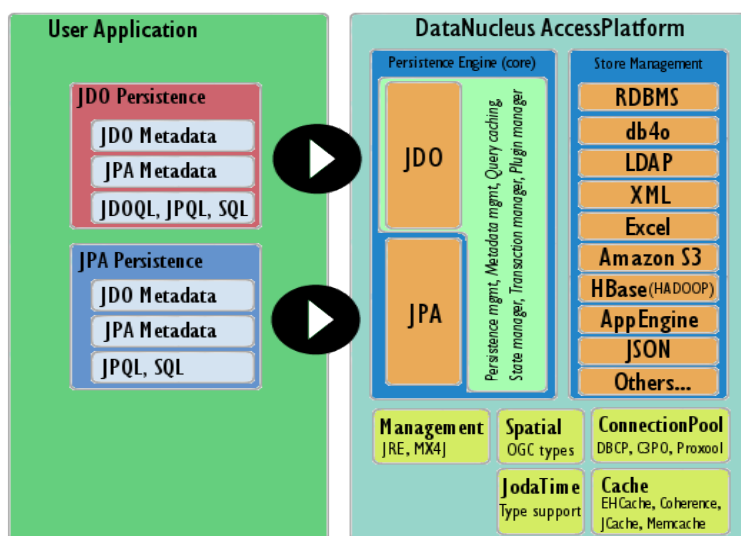 User Application
JDO Persistence
JDO Metadata
JPA Metadata
JDOQL, JPQL, SQL
JPA Persistence
JDO Metadata
JPA Metadata
JPQL, SQL
DataNucleus AccessPlatform
Persistence Engine (core)
JDO
JPA
Persistence mgmt, Metadata mgmt, Query caching,
State manager, Transaction manager, Plugin manager
Store Management
RDBMS
db4o
LDAP
XML
Excel
Amazon S3
HBase(HADOOP)
AppEngine
JSON
Others...
Management
JRE, MX4J
Spatial
OGC types
ConnectionPool
DBCP, C3P0, Proxool
JodaTime
Type support
Cache
EHCache, Coherence,
JCache, Memcache